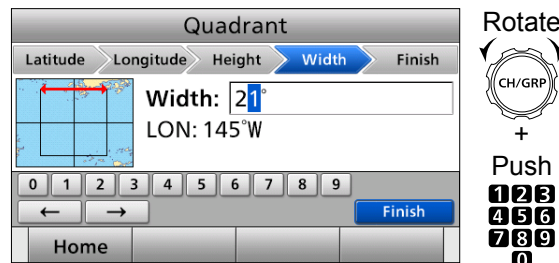 Quadrant
Latitude Longitude Height Width Finish
Width: 21°
LON: 145°W
0 1 2 3 4 5 6 7 8 9
← →
Finish
Home
Rotate
CH/GRP
+
Push
1 2 3
4 5 6
7 8 9
0